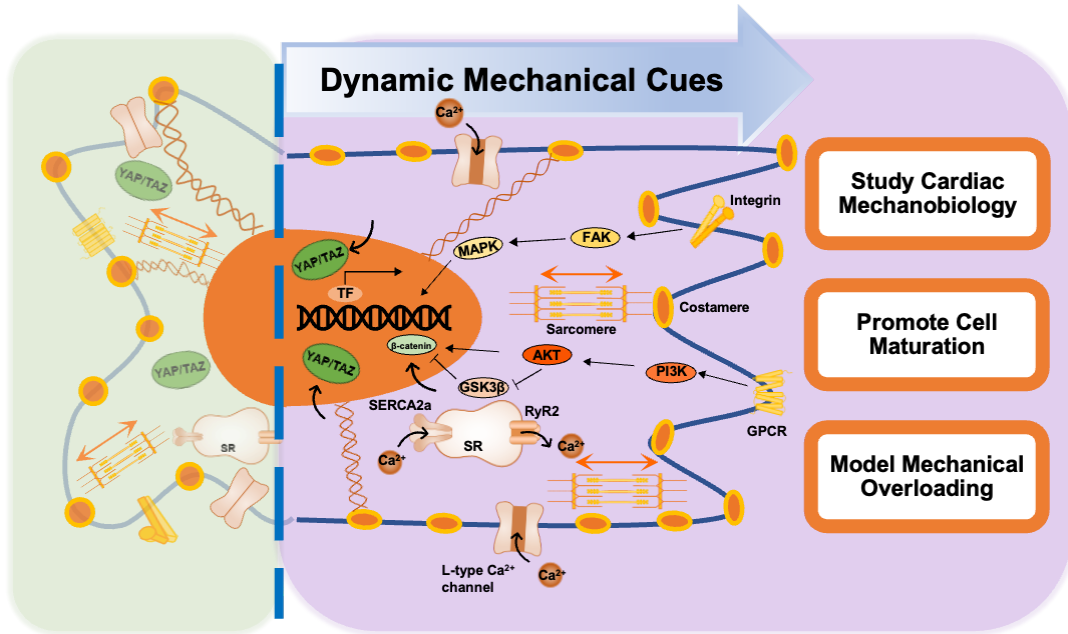 Dynamic Mechanical Cues
Ca²⁺
YAP/TAZ
YAP/TAZ
SR
YAP/TAZ
TF
MAPK
FAK
Integrin
Sarcomere
Costamere
β-catenin
AKT
PI3K
GSK3β
GPCR
YAP/TAZ
SERCA2a
RyR2
SR
Ca²⁺
Ca²⁺
L-type Ca²⁺
channel
Ca²⁺
Study Cardiac
Mechanobiology
Promote Cell
Maturation
Model Mechanical
Overloading